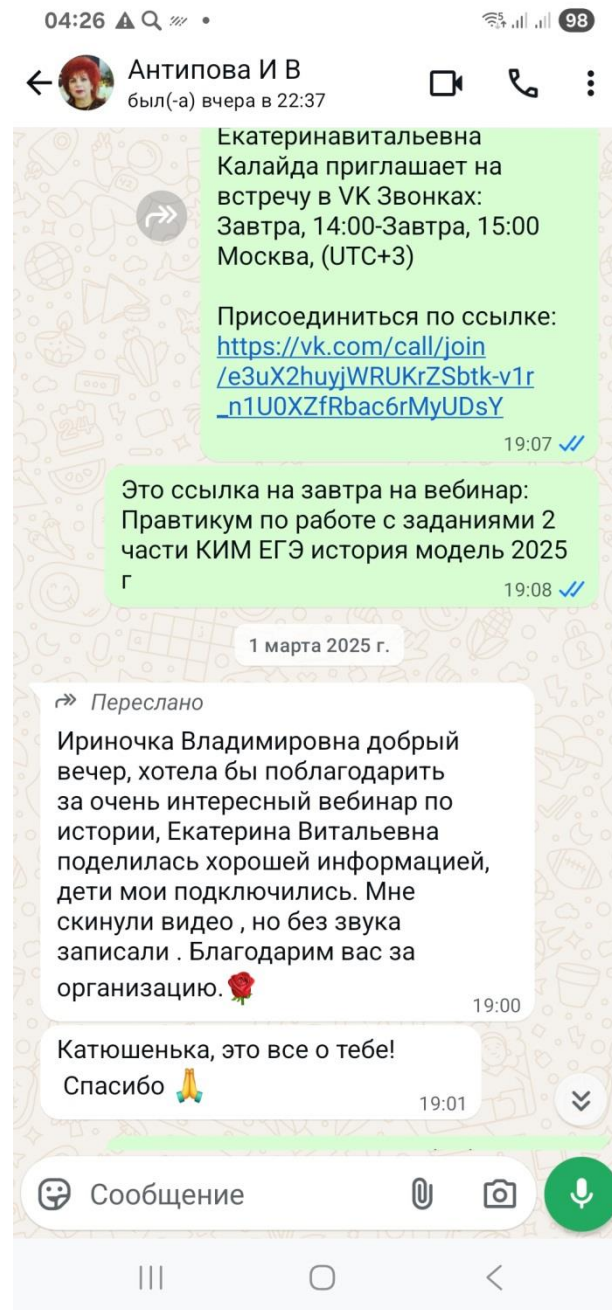 04:26
98
Антипова И В
был(-а) вчера в 22:37
Екатеринавитальевна
Калайда приглашает на
встречу в VK Звонках:
Завтра, 14:00-Завтра, 15:00
Москва, (UTC+3)
Присоединиться по ссылке:
https://vk.com/call/join
/e3uX2huyjWRUKrZSbtk-v1r
_n1U0XZfRbac6rMyUDsY
19:07
Это ссылка на завтра на вебинар:
Правтикум по работе с заданиями 2
части КИМ ЕГЭ история модель 2025
г
19:08
1 марта 2025 г.
Переслано
Ириночка Владимировна добрый
вечер, хотела бы поблагодарить
за очень интересный вебинар по
истории, Екатерина Витальевна
поделилась хорошей информацией,
дети мои подключились. Мне
скинули видео , но без звука
записали . Благодарим вас за
организацию.🌹
19:00
Катюшенька, это все о тебе!
Спасибо 🙏
19:01
Сообщение